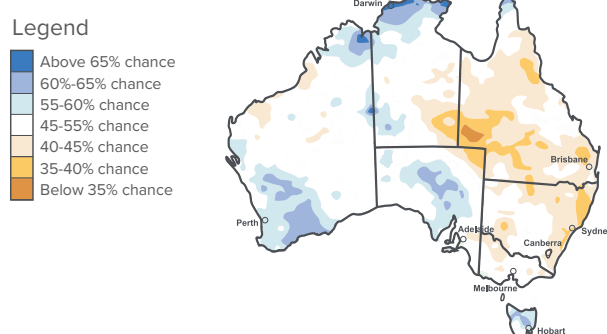 Darwin
Legend
Above 65% chance
60%-65% chance
55-60% chance
45-55% chance
40-45% chance
35-40% chance
Below 35% chance
Brisbane
Perth
Adelaide
Sydne
Canberra
Melbourne
Hobart